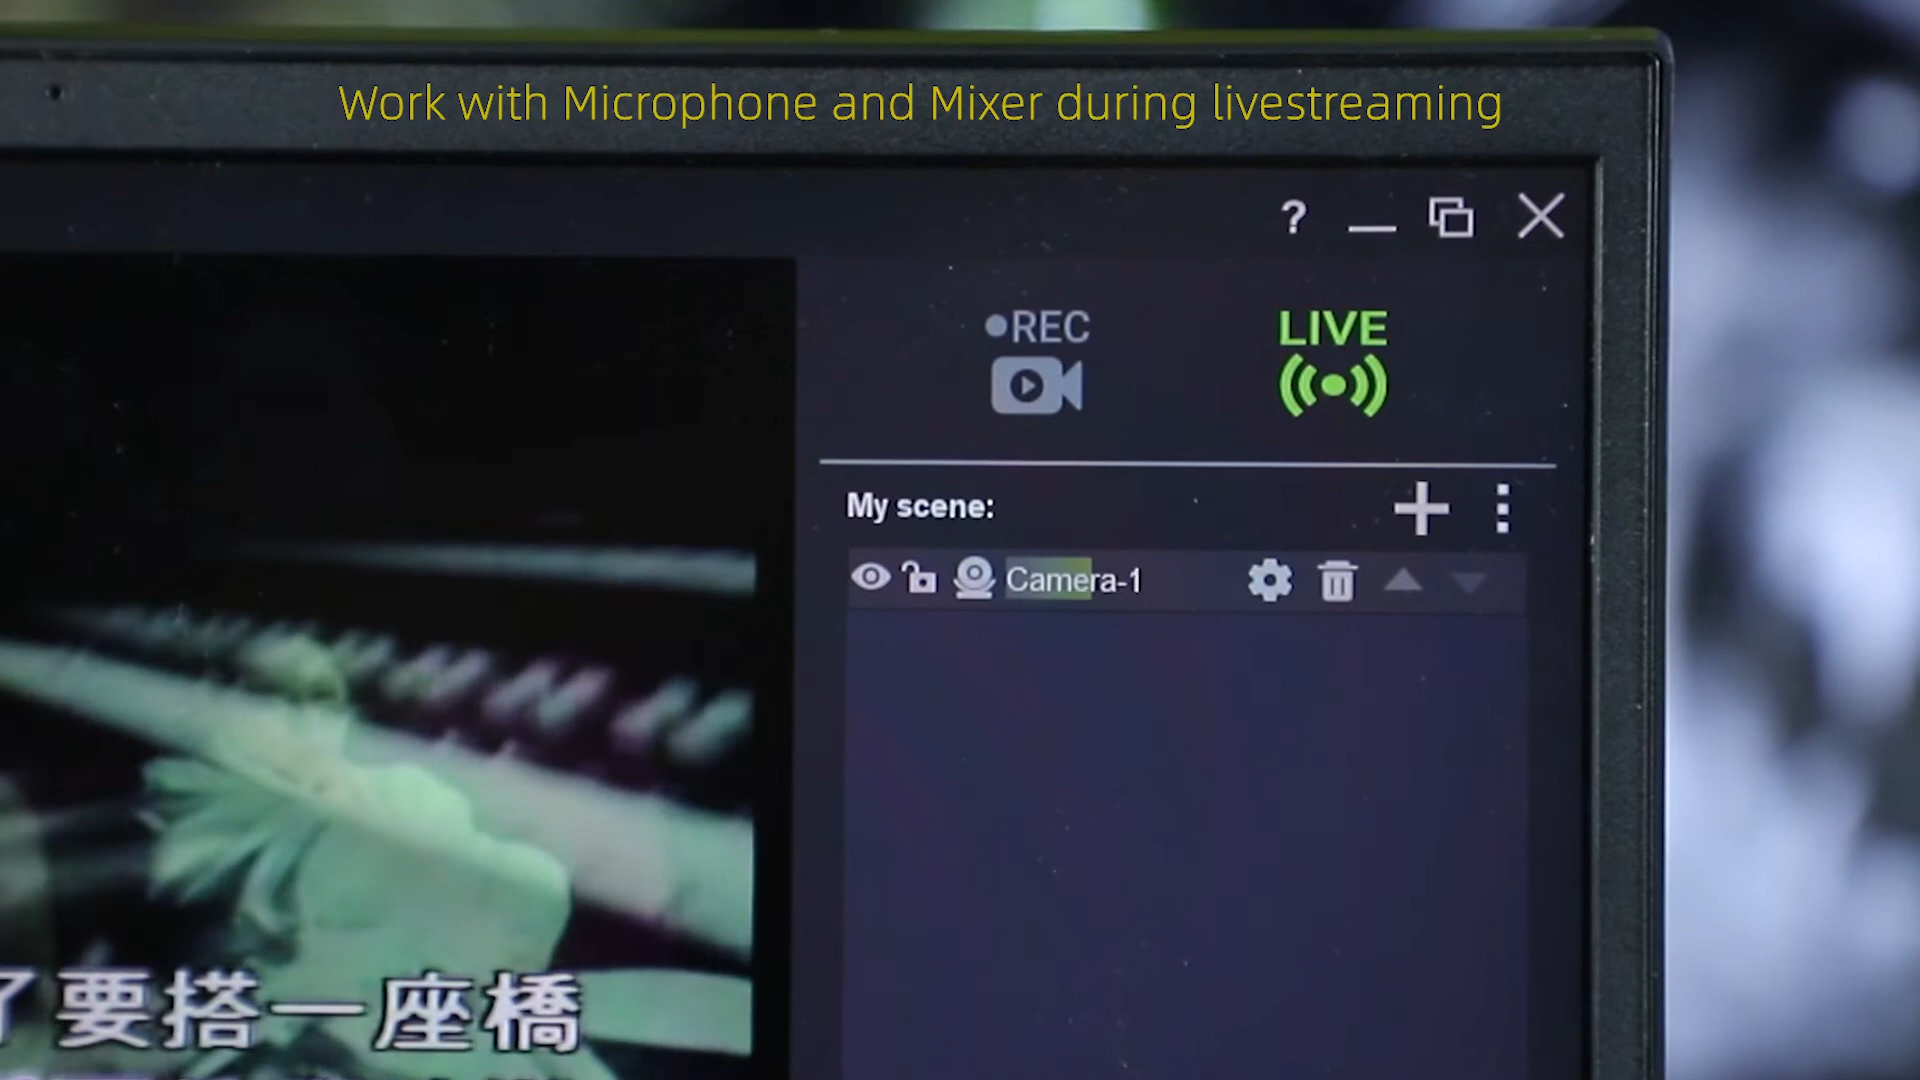 Work with Microphone and Mixer during livestreaming
?
REC
LIVE
My scene:
Camera-1
了要搭一座橋